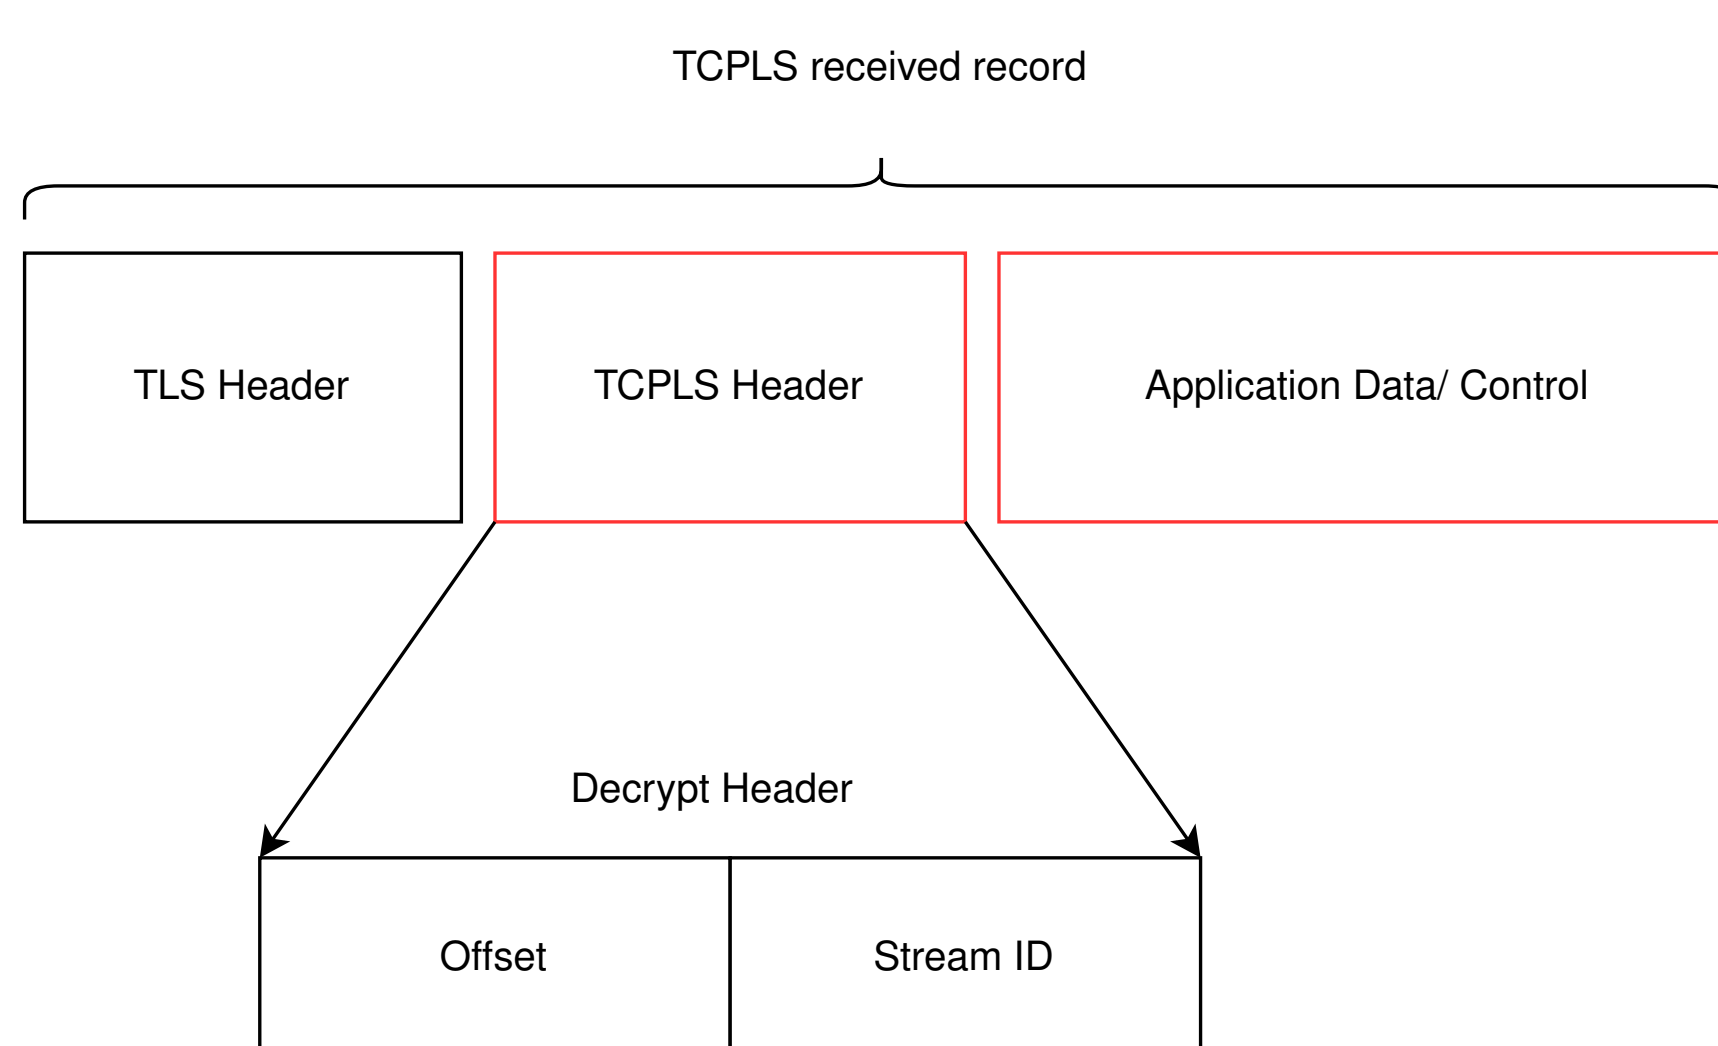 TCPLS received record
TLS Header
TCPLS Header
Application Data/ Control
Decrypt Header
Offset
Stream ID